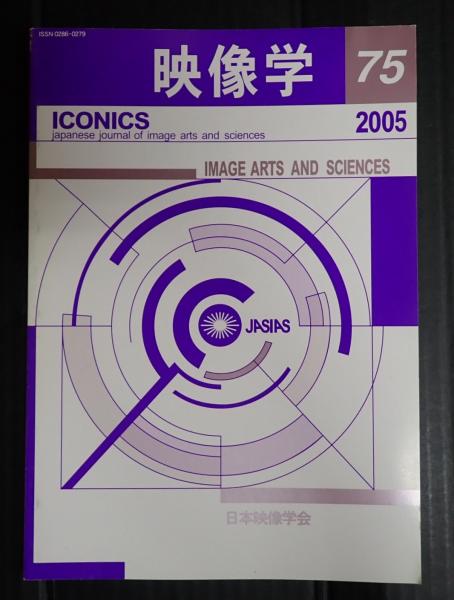 ISSN 0286-0279
映像学
75
ICONICS
japanese journal of image arts and sciences
2005
IMAGE ARTS AND SCIENCES
JASIAS
日本映像学会